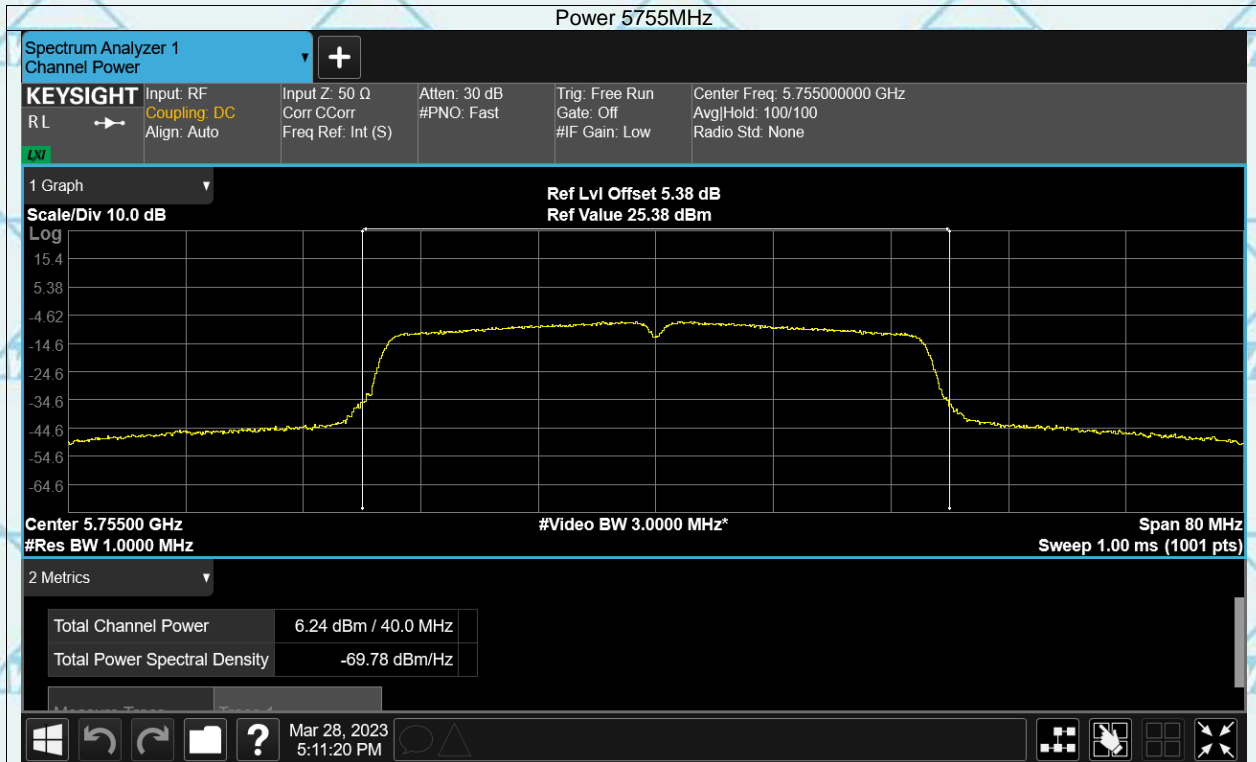 Power 5755MHz
Spectrum Analyzer 1
Channel Power
KEYSIGHT
R L
LXI
Input: RF
Coupling: DC
Align: Auto
Input Z: 50 Ω
Corr CCorr
Freq Ref: Int (S)
Atten: 30 dB
#PNO: Fast
Trig: Free Run
Gate: Off
#IF Gain: Low
Center Freq: 5.755000000 GHz
Avg|Hold: 100/100
Radio Std: None
1 Graph
Scale/Div 10.0 dB
Ref Lvl Offset 5.38 dB
Ref Value 25.38 dBm
Log
15.4
5.38
-4.62
-14.6
-24.6
-34.6
-44.6
-54.6
-64.6
Center 5.75500 GHz
#Video BW 3.0000 MHz*
Span 80 MHz
#Res BW 1.0000 MHz
Sweep 1.00 ms (1001 pts)
2 Metrics
Total Channel Power 6.24 dBm / 40.0 MHz
Total Power Spectral Density -69.78 dBm/Hz
Measure Trace Trace 1
Mar 28, 2023
5:11:20 PM